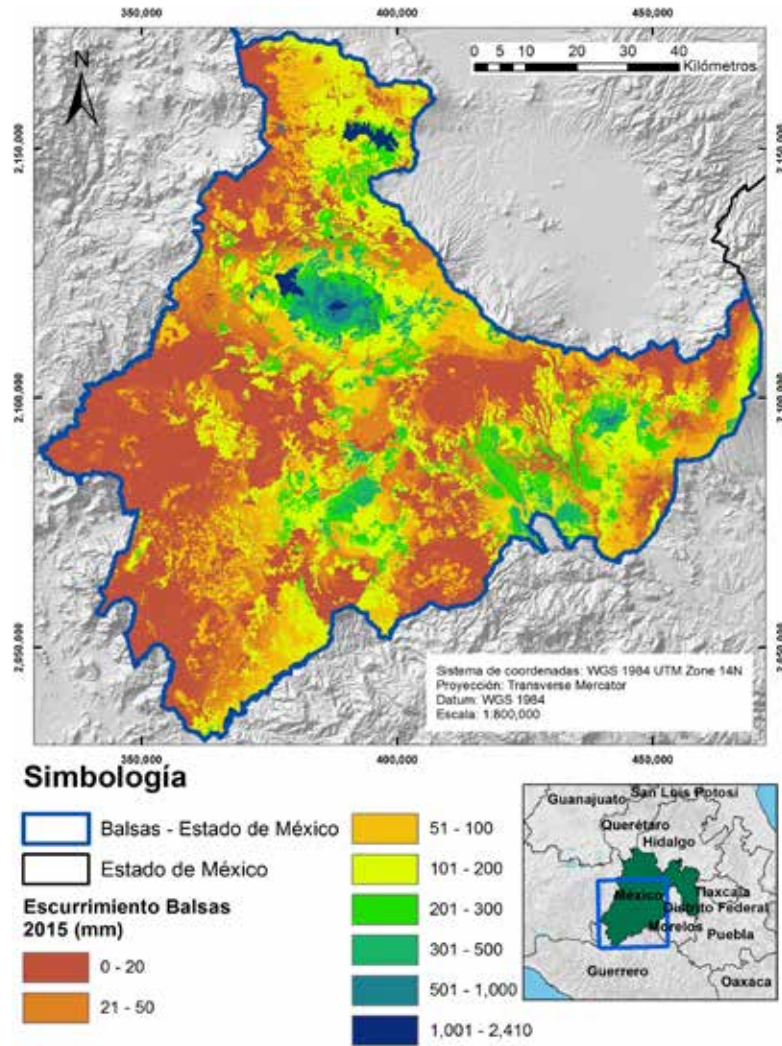 350,000 400,000 450,000
N
0 5 10 20 30 40
Kilómetros
2,150,000 2,150,000
2,100,000 2,100,000
2,050,000 2,050,000
Sistema de coordenadas: WGS 1984 UTM Zone 14N
Proyección: Transverse Mercator
Datum: WGS 1984
Escala: 1:800,000
350,000 400,000 450,000
Simbología
Balsas - Estado de México
Estado de México
Escurrimiento Balsas
2015 (mm)
0 - 20
21 - 50
51 - 100
101 - 200
201 - 300
301 - 500
501 - 1,000
1,001 - 2,410
San Luis Potosí
Guanajuato
Querétaro
Hidalgo
México
Tlaxcala
Distrito Federal
Morelos
Puebla
Guerrero
Oaxaca